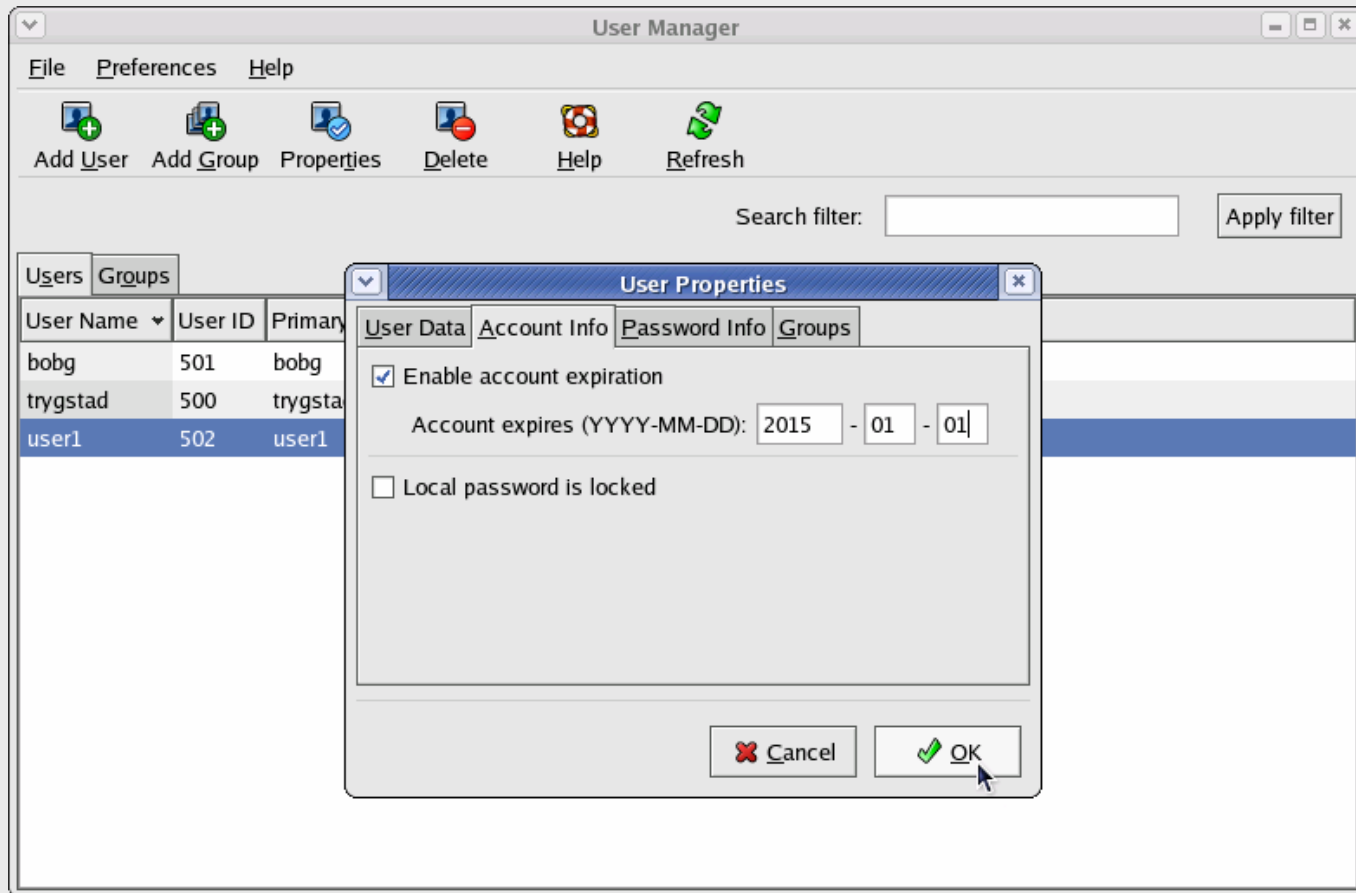 User Manager
File Preferences Help
Add User Add Group Properties Delete Help Refresh
Search filter: Apply filter
Users Groups
User Properties
User Name User ID Primary
User Data Account Info Password Info Groups
bobg 501 bobg
Enable account expiration
trygstad 500
Account expires (YYYY-MM-DD): 2015 - 01 - 01
user1 502 user1
Local password is locked
Cancel OK